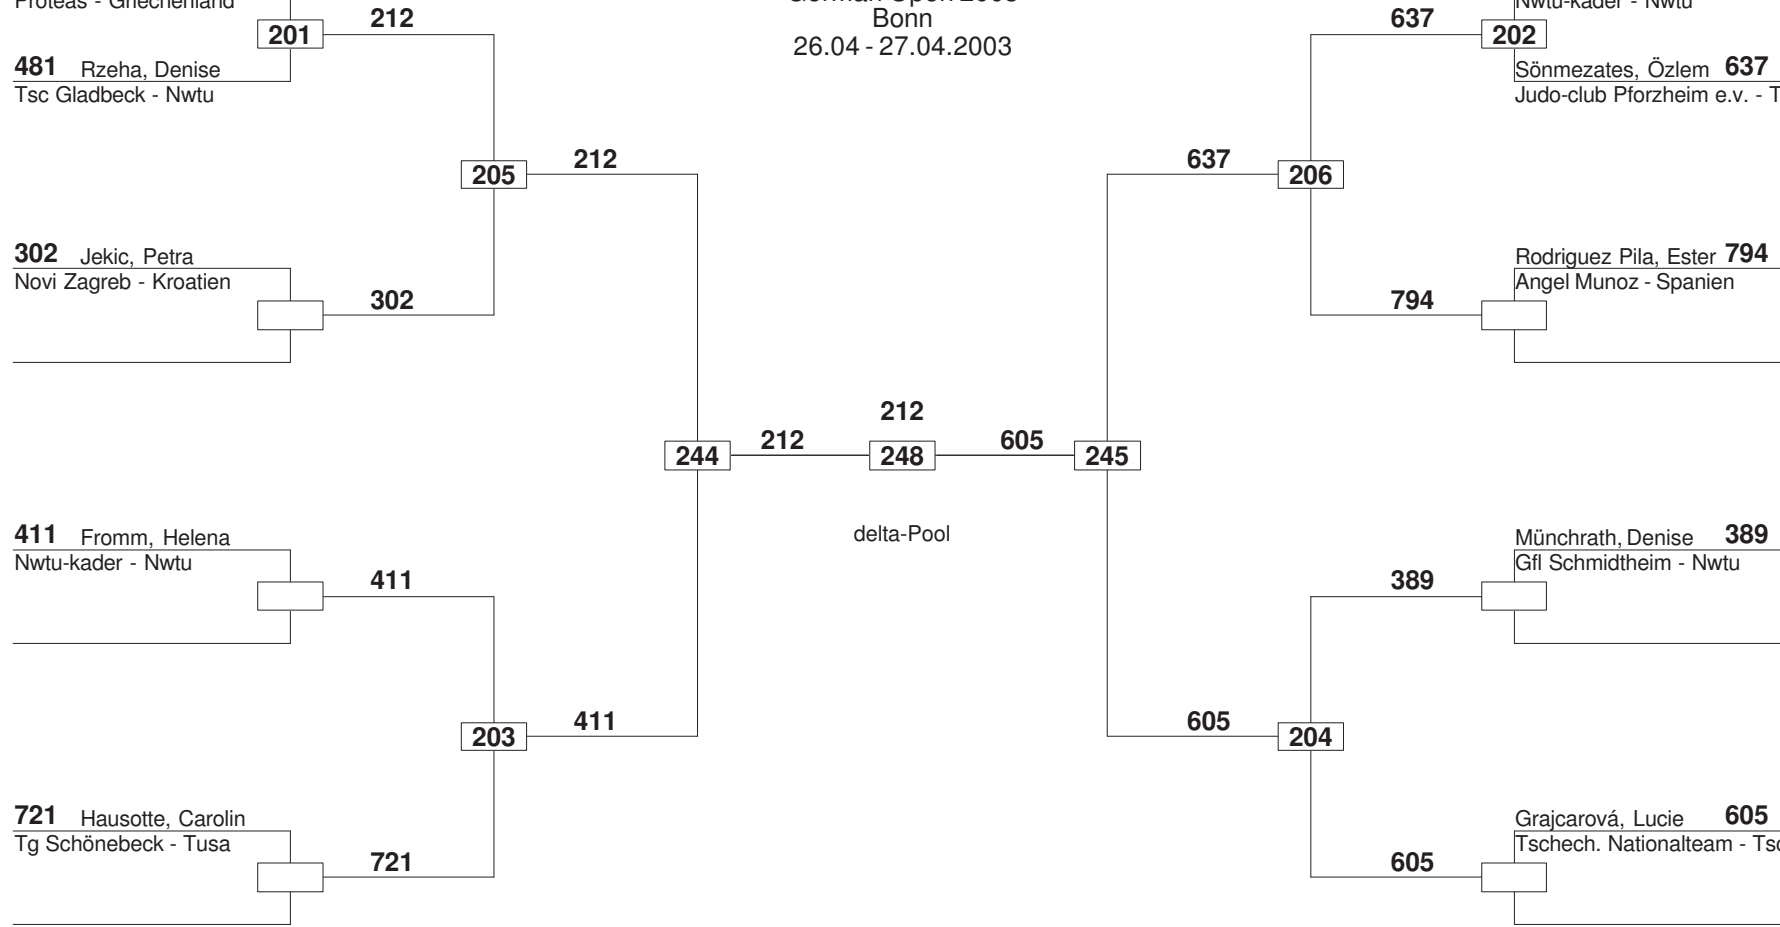 Proteas - Griechenland
212
German Open 2003
Bonn
26.04 - 27.04.2003
637
Nwtu-kader - Nwtu
201
202
481 Rzeha, Denise
Tsc Gladbeck - Nwtu
Sönmezates, Özlem 637
Judo-club Pforzheim e.v. - T
212
205
637
206
302 Jekic, Petra
Novi Zagreb - Kroatien
302
Rodriguez Pila, Ester 794
Angel Munoz - Spanien
794
212
244
212
248
605
245
delta-Pool
411 Fromm, Helena
Nwtu-kader - Nwtu
411
Münchrath, Denise 389
Gfl Schmidtheim - Nwtu
389
411
203
605
204
721 Hausotte, Carolin
Tg Schönebeck - Tusa
721
Grajcarová, Lucie 605
Tschech. Nationalteam - Tsc
605